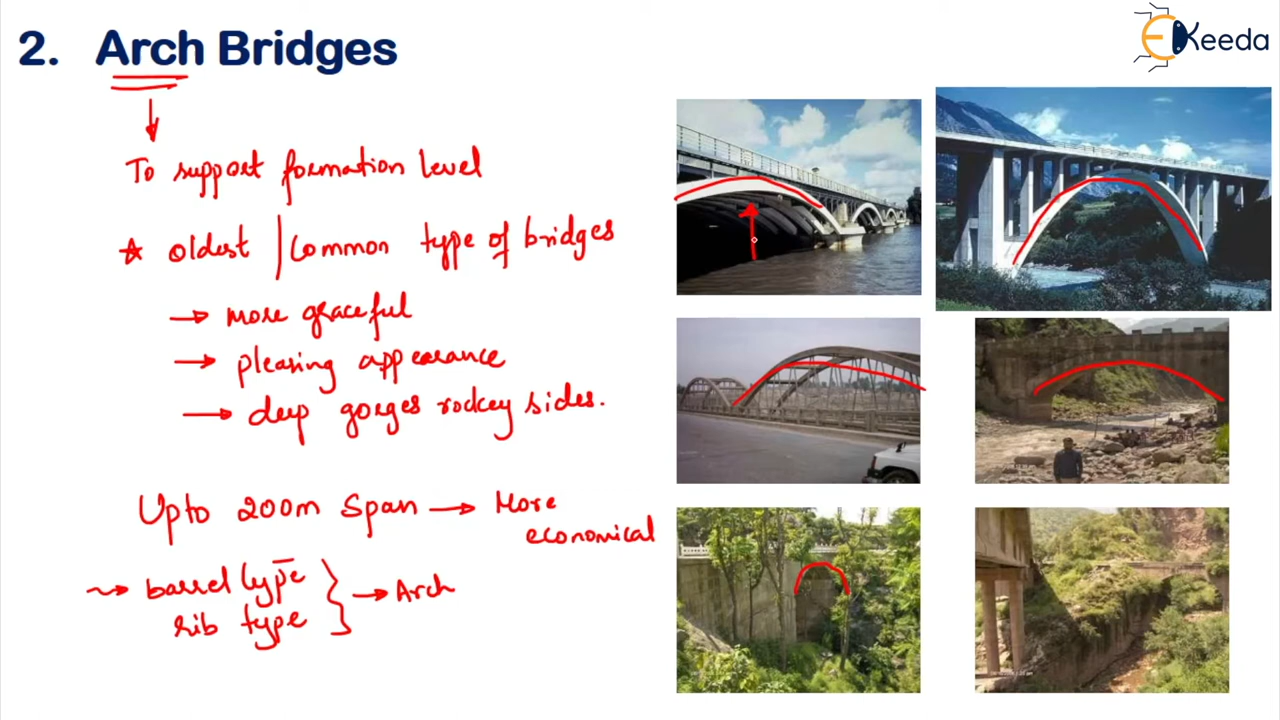 2. Arch Bridges
Keeda
To support formation level
★ oldest / Common type of bridges
→ more graceful
→ pleasing appearance
→ deep gorges rockey sides.
Upto 200m Span → More economical
→ barrel type
rib type } → Arch